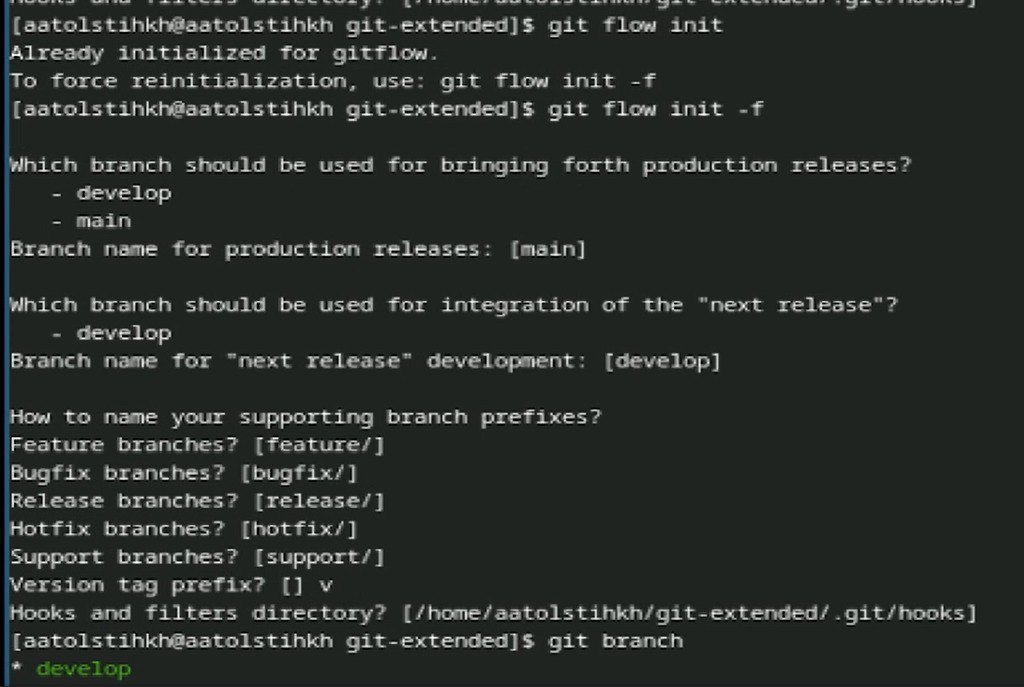 hooks and filters directory? [/home/aatolstihkh/git-extended/.git/hooks]
[aatolstihkh@aatolstihkh git-extended]$ git flow init
Already initialized for gitflow.
To force reinitialization, use: git flow init -f
[aatolstihkh@aatolstihkh git-extended]$ git flow init -f
Which branch should be used for bringing forth production releases?
- develop
- main
Branch name for production releases: [main]
Which branch should be used for integration of the "next release"?
- develop
Branch name for "next release" development: [develop]
How to name your supporting branch prefixes?
Feature branches? [feature/]
Bugfix branches? [bugfix/]
Release branches? [release/]
Hotfix branches? [hotfix/]
Support branches? [support/]
Version tag prefix? [] v
Hooks and filters directory? [/home/aatolstihkh/git-extended/.git/hooks]
[aatolstihkh@aatolstihkh git-extended]$ git branch
* develop